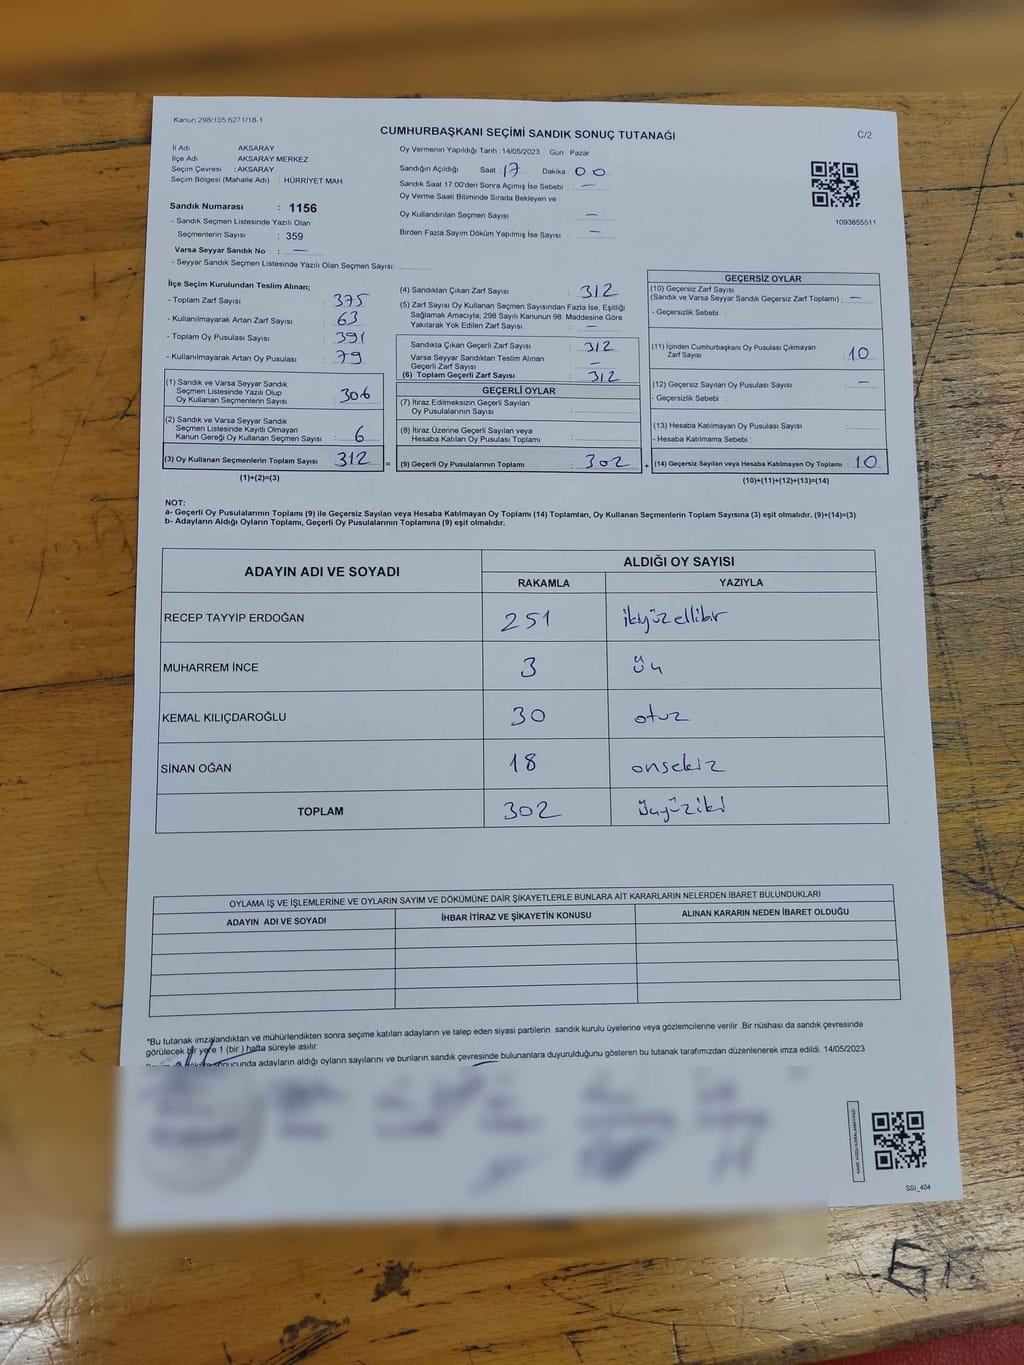 Kanun:298/105.6271/18-1
CUMHURBAŞKANI SEÇİMİ SANDIK SONUÇ TUTANAĞI
C/2
İl Adı AKSARAY
İlçe Adı AKSARAY MERKEZ
Seçim Çevresi : AKSARAY
Seçim Bölgesi (Mahalle Adı) : HÜRRİYET MAH.
Sandık Numarası : 1156
- Sandık Seçmen Listesinde Yazılı Olan
Seçmenlerin Sayısı : 359
Varsa Seyyar Sandık No : —
- Seyyar Sandık Seçmen Listesinde Yazılı Olan Seçmen Sayısı:
Oy Vermenin Yapıldığı Tarih : 14/05/2023 Gün : Pazar
Sandığın Açıldığı Saat : 17 Dakika : 00
Sandık Saat 17:00'den Sonra Açımış İse Sebebi : —
Oy Verme Saati Bitiminde Sırada Bekleyen ve
Oy Kullandırılan Seçmen Sayısı : —
Birden Fazla Sayım Döküm Yapılmış İse Sayısı : —
1093855511
İlçe Seçim Kurulundan Teslim Alınan;
- Toplam Zarf Sayısı : 375
- Kullanılmayarak Artan Zarf Sayısı : 63
- Toplam Oy Pusulası Sayısı : 391
- Kullanılmayarak Artan Oy Pusulası : 79
(1) Sandık ve Varsa Seyyar Sandık
Seçmen Listesinde Yazılı Olup
Oy Kullanan Seçmenlerin Sayısı : 306
(2) Sandık ve Varsa Seyyar Sandık
Seçmen Listesinde Kayıtlı Olmayan
Kanun Gereği Oy Kullanan Seçmen Sayısı : 6
(3) Oy Kullanan Seçmenlerin Toplam Sayısı : 312
=
(1)+(2)=(3)
(4) Sandıktan Çıkan Zarf Sayısı : 312
(5) Zarf Sayısı Oy Kullanan Seçmen Sayısından Fazla İse, Eşitliği
Sağlamak Amacıyla; 298 Sayılı Kanunun 98. Maddesine Göre
Yakılarak Yok Edilen Zarf Sayısı : —
Sandıkta Çıkan Geçerli Zarf Sayısı : 312
Varsa Seyyar Sandıktan Teslim Alınan
Geçerli Zarf Sayısı : —
(6) Toplam Geçerli Zarf Sayısı : 312
GEÇERLİ OYLAR
(7) İtiraz Edilmeksizin Geçerli Sayılan
Oy Pusulalarının Sayısı :
(8) İtiraz Üzerine Geçerli Sayılan veya
Hesaba Katılan Oy Pusulası Toplamı :
(9) Geçerli Oy Pusulalarının Toplamı : 302
+
GEÇERSİZ OYLAR
(10) Geçersiz Zarf Sayısı
(Sandık ve Varsa Seyyar Sandık Geçersiz Zarf Toplamı) : —
- Geçersizlik Sebebi :
(11) İçinden Cumhurbaşkanı Oy Pusulası Çıkmayan
Zarf Sayısı : 10
(12) Geçersiz Sayılan Oy Pusulası Sayısı : —
- Geçersizlik Sebebi :
(13) Hesaba Katılmayan Oy Pusulası Sayısı :
- Hesaba Katılmama Sebebi :
(14) Geçersiz Sayılan veya Hesaba Katılmayan Oy Toplamı : 10
(10)+(11)+(12)+(13)=(14)
NOT:
a- Geçerli Oy Pusulalarının Toplamı (9) ile Geçersiz Sayılan veya Hesaba Katılmayan Oy Toplamı (14) Toplamları, Oy Kullanan Seçmenlerin Toplam Sayısına (3) eşit olmalıdır. (9)+(14)=(3)
b- Adayların Aldığı Oyların Toplamı, Geçerli Oy Pusulalarının Toplamına (9) eşit olmalıdır.
ADAYIN ADI VE SOYADI
ALDIĞI OY SAYISI
RAKAMLA YAZIYLA
RECEP TAYYİP ERDOĞAN 251 ikiyüzellibir
MUHARREM İNCE 3 üç
KEMAL KILIÇDAROĞLU 30 otuz
SİNAN OĞAN 18 onsekiz
TOPLAM 302 üçyüziki
OYLAMA İŞ VE İŞLEMLERİNE VE OYLARIN SAYIM VE DÖKÜMÜNE DAİR ŞİKAYETLERLE BUNLARA AİT KARARLARIN NELERDEN İBARET BULUNDUKLARI
ADAYIN ADI VE SOYADI İHBAR İTİRAZ VE ŞİKAYETİN KONUSU ALINAN KARARIN NEDEN İBARET OLDUĞU
*Bu tutanak imzalandıktan ve mühürlendikten sonra seçime katılan adayların ve talep eden siyasi partilerin sandık kurulu üyelerine veya gözlemcilerine verilir. Bir nüshası da sandık çevresinde
görülecek bir yere 1 (bir) hafta süreyle asılır.
adayların aldığı oyların sayılarını ve bunların sandık çevresinde bulunanlara duyurulduğunu gösteren bu tutanak tarafımızdan düzenlenerek imza edildi. 14/05/2023
SSİ_404